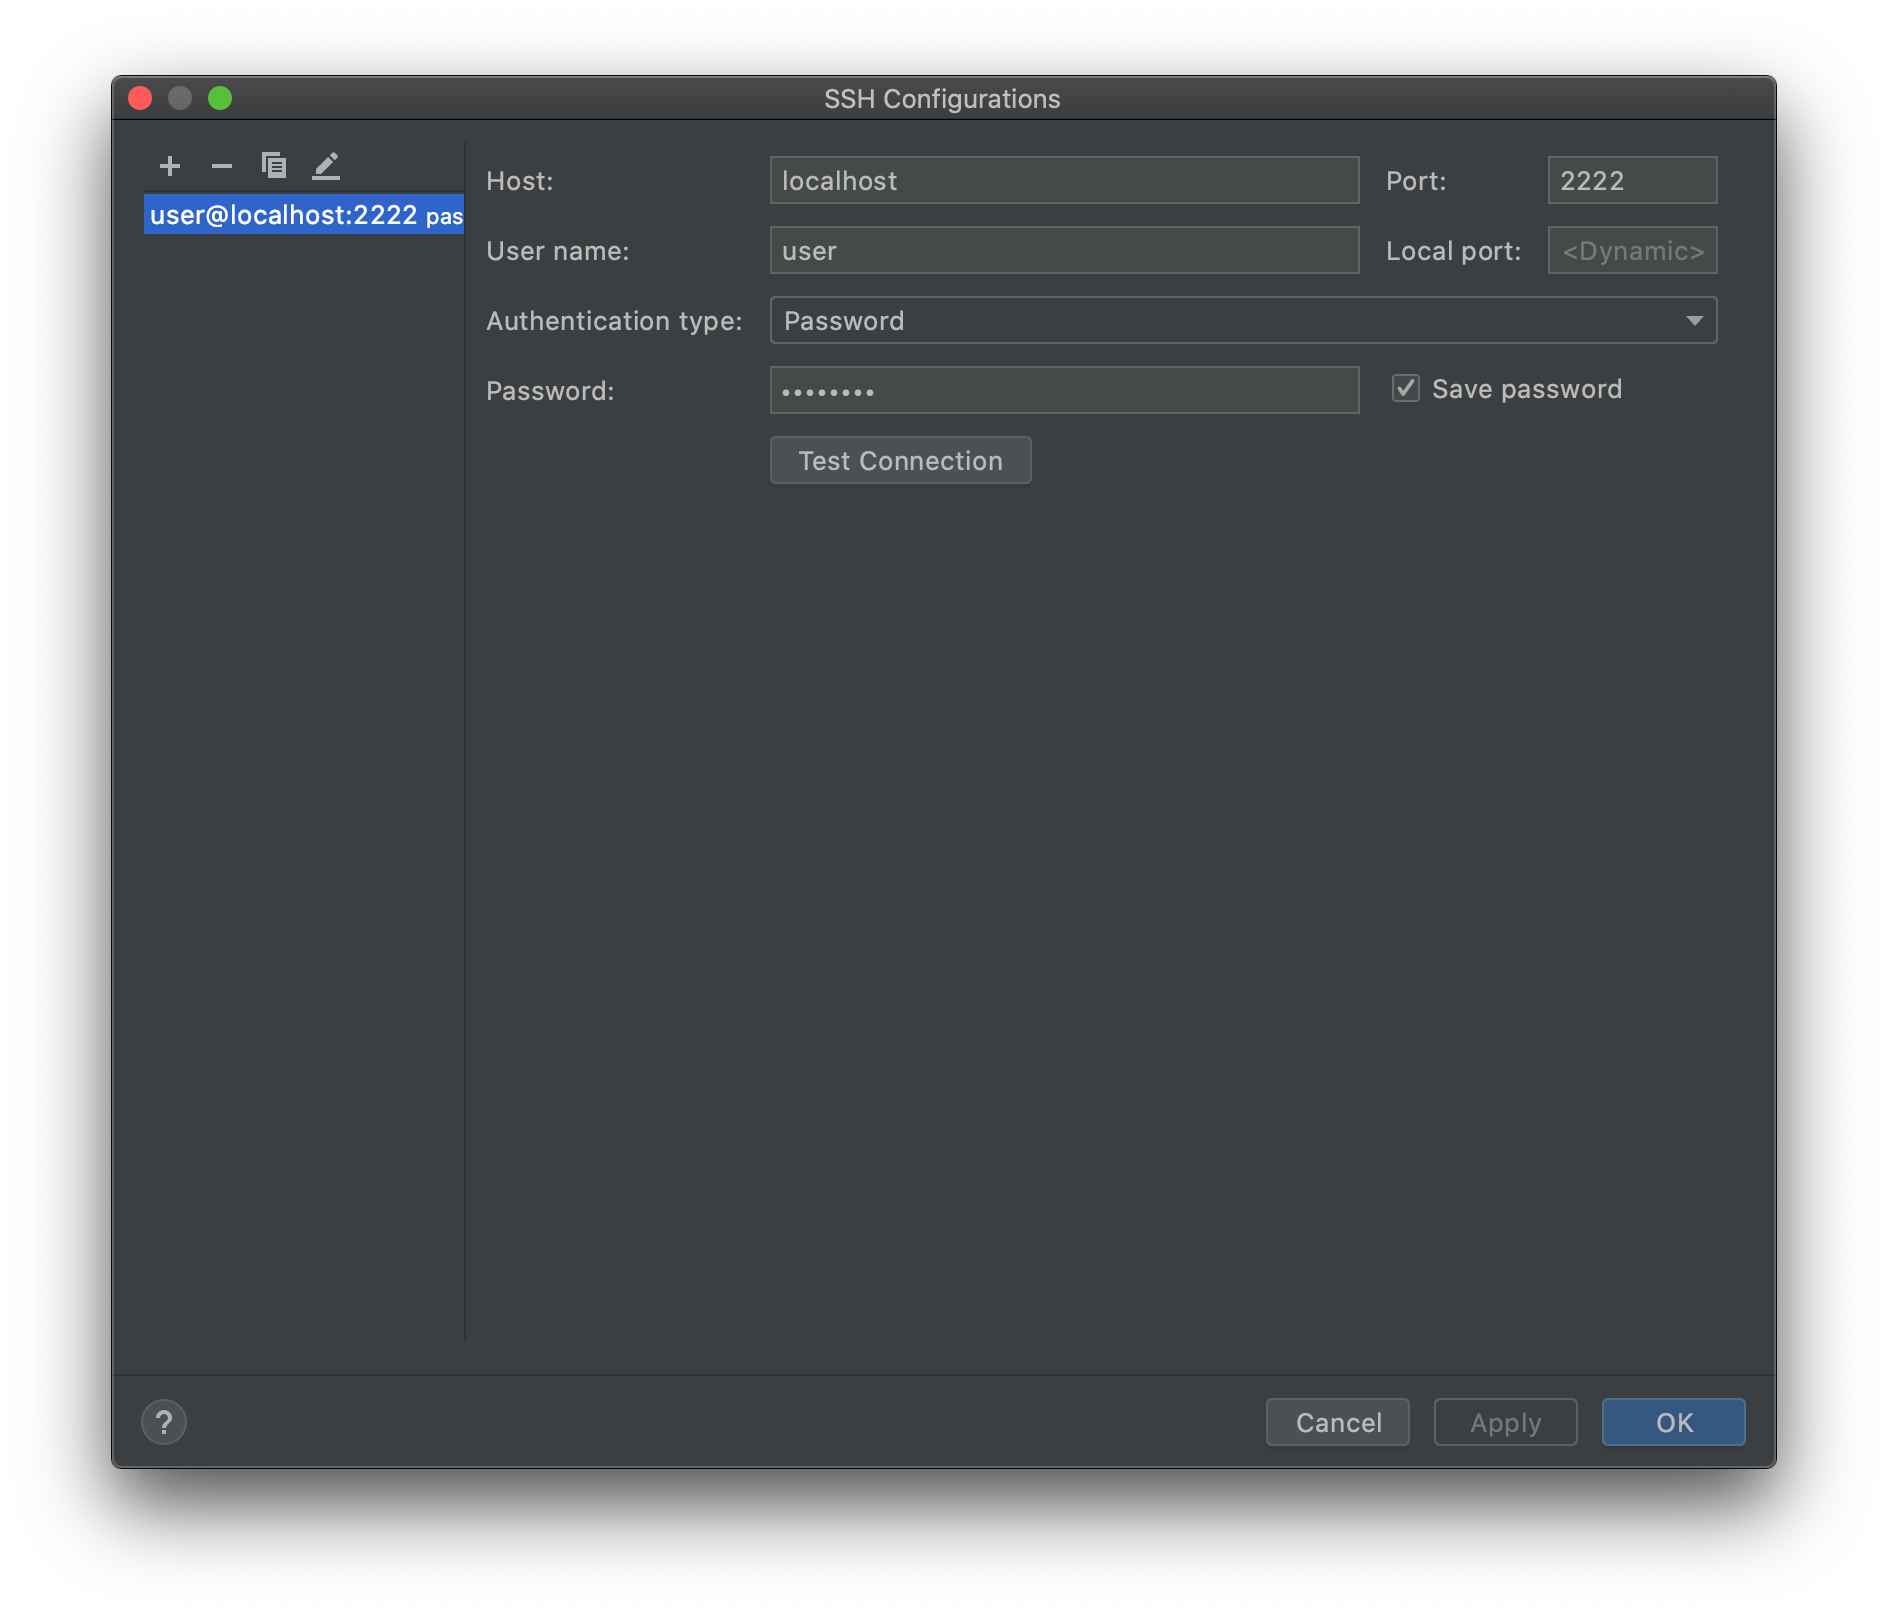 SSH Configurations
user@localhost:2222 pas
Host: localhost Port: 2222
User name: user Local port: <Dynamic>
Authentication type: Password
Password: •••••••• Save password
Test Connection
? Cancel Apply OK